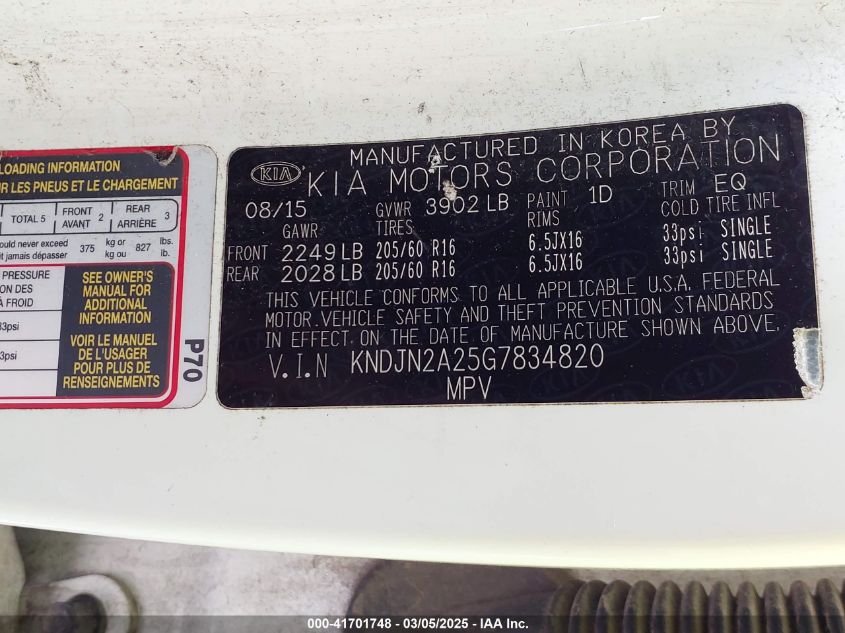 LOADING INFORMATION
UR LES PNEUS ET LE CHARGEMENT
TOTAL 5
FRONT AVANT 2
REAR ARRIÈRE 3
ould never exceed
it jamais dépasser
375 kg or kg ou 827 lbs. lb.
PRESSURE
ON DES
À FROID
33psi
3psi
SEE OWNER'S
MANUAL FOR
ADDITIONAL
INFORMATION
VOIR LE MANUEL
DE L'USAGER
POUR PLUS DE
RENSEIGNEMENTS
P70
MANUFACTURED IN KOREA BY
KIA KIA MOTORS CORPORATION
08/15 GVWR 3902 LB PAINT 1D TRIM EQ
GAWR TIRES RIMS COLD TIRE INFL
FRONT 2249 LB 205/60 R16 6.5JX16 33psi SINGLE
REAR 2028 LB 205/60 R16 6.5JX16 33psi SINGLE
THIS VEHICLE CONFORMS TO ALL APPLICABLE U.S.A. FEDERAL
MOTOR.VEHICLE SAFETY AND THEFT PREVENTION STANDARDS
IN EFFECT ON THE DATE OF MANUFACTURE SHOWN ABOVE.
V.I.N KNDJN2A25G7834820
MPV
000-41701748 - 03/05/2025 - IAA Inc.